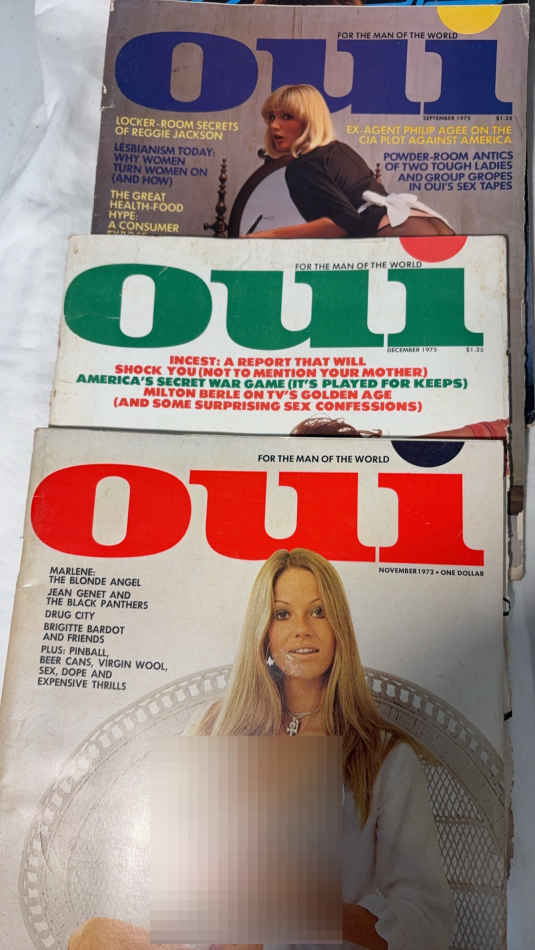 FOR THE MAN OF THE WORLD
oui
SEPTEMBER 1975 $1.25
LOCKER-ROOM SECRETS
OF REGGIE JACKSON
LESBIANISM TODAY:
WHY WOMEN
TURN WOMEN ON
(AND HOW)
THE GREAT
HEALTH-FOOD
HYPE:
A CONSUMER
EX-AGENT PHILIP AGEE ON THE
CIA PLOT AGAINST AMERICA
POWDER-ROOM ANTICS
OF TWO TOUGH LADIES
AND GROUP GROPES
IN OUI'S SEX TAPES
FOR THE MAN OF THE WORLD
oui
DECEMBER 1975 $1.25
INCEST: A REPORT THAT WILL
SHOCK YOU (NOT TO MENTION YOUR MOTHER)
AMERICA'S SECRET WAR GAME (IT'S PLAYED FOR KEEPS)
MILTON BERLE ON TV'S GOLDEN AGE
(AND SOME SURPRISING SEX CONFESSIONS)
FOR THE MAN OF THE WORLD
oui
NOVEMBER 1973 • ONE DOLLAR
MARLENE:
THE BLONDE ANGEL
JEAN GENET AND
THE BLACK PANTHERS
DRUG CITY
BRIGITTE BARDOT
AND FRIENDS
PLUS: PINBALL,
BEER CANS, VIRGIN WOOL,
SEX, DOPE AND
EXPENSIVE THRILLS